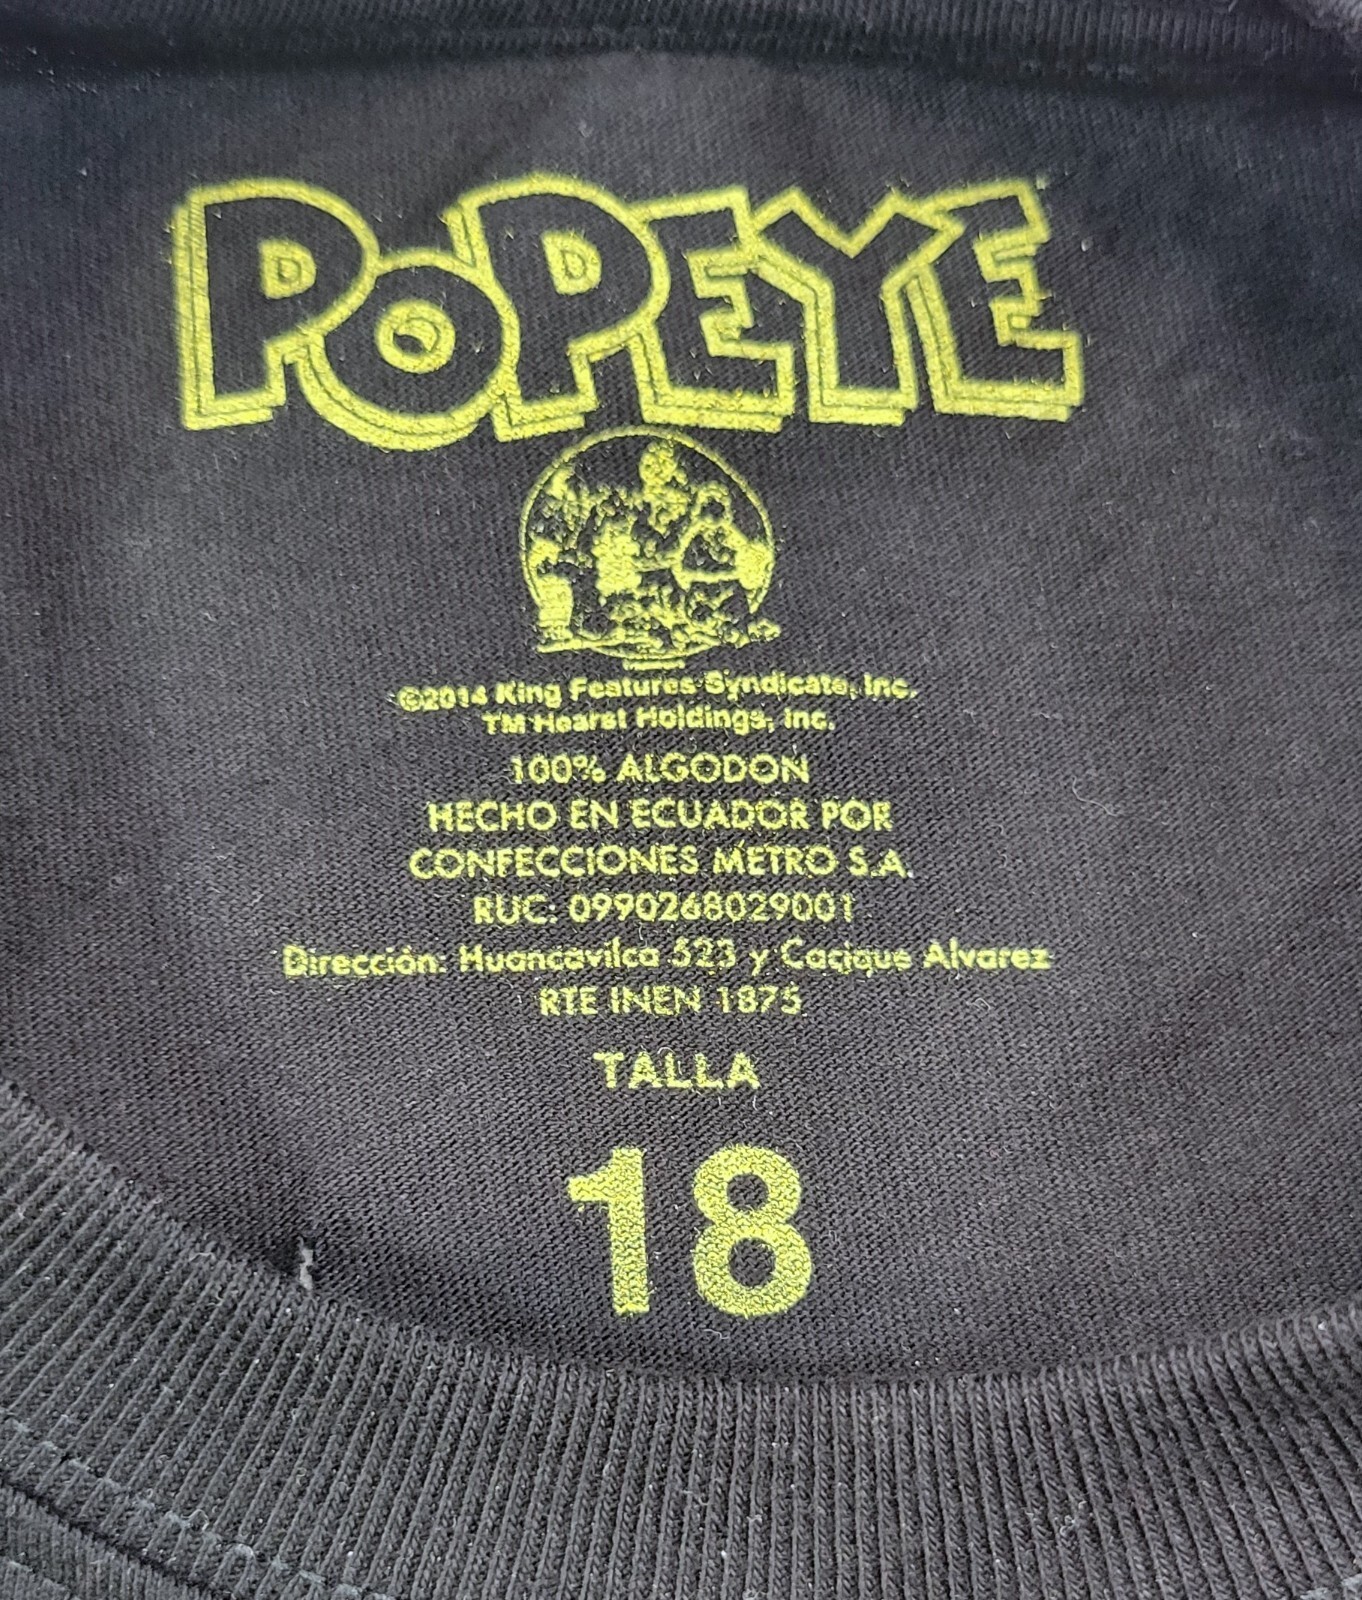 POPEYE
©2014 King Features Syndicate, Inc.
TM Hearst Holdings, Inc.
100% ALGODON
HECHO EN ECUADOR POR
CONFECCIONES METRO S.A.
RUC: 0990268029001
Dirección: Huancavilca 523 y Cacique Alvarez
RTE INEN 1875
TALLA
18